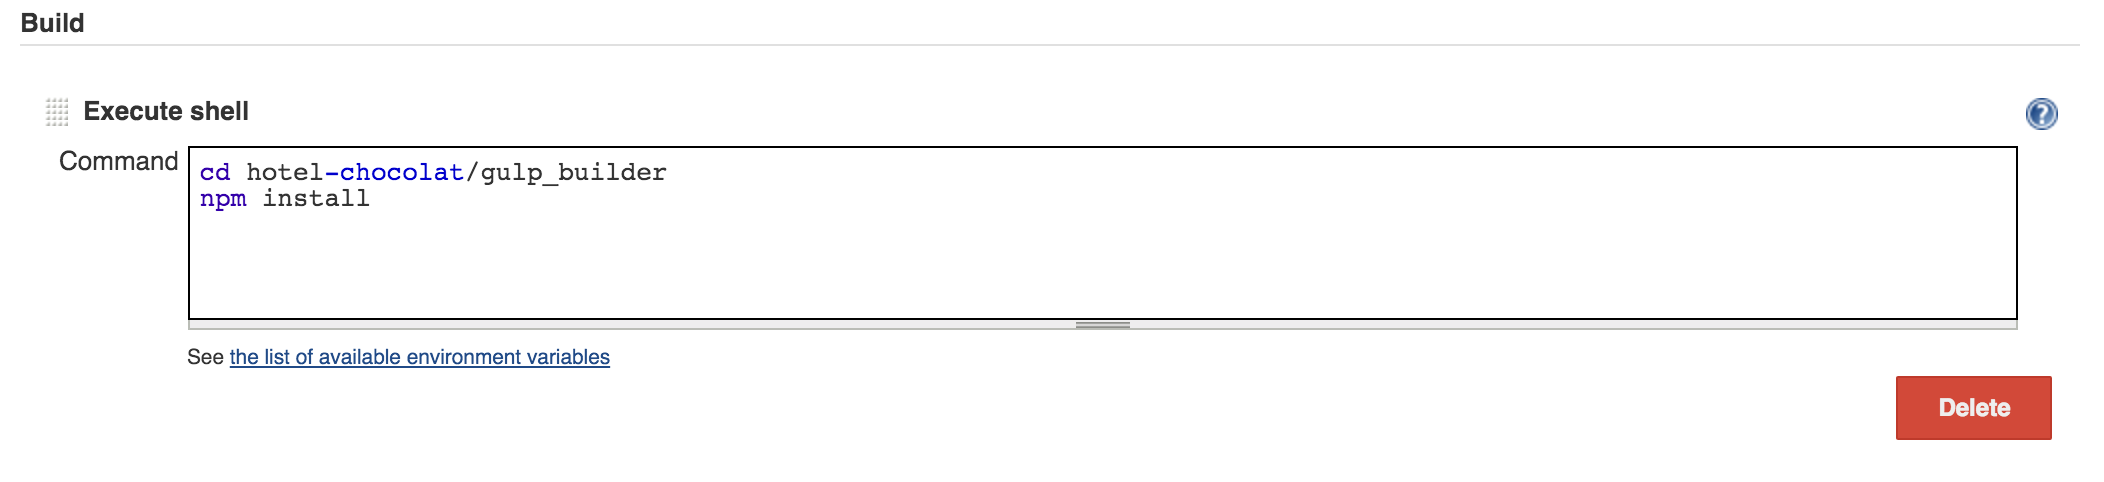 Build
Execute shell
?
Command
cd hotel-chocolat/gulp_builder
npm install
See the list of available environment variables
Delete